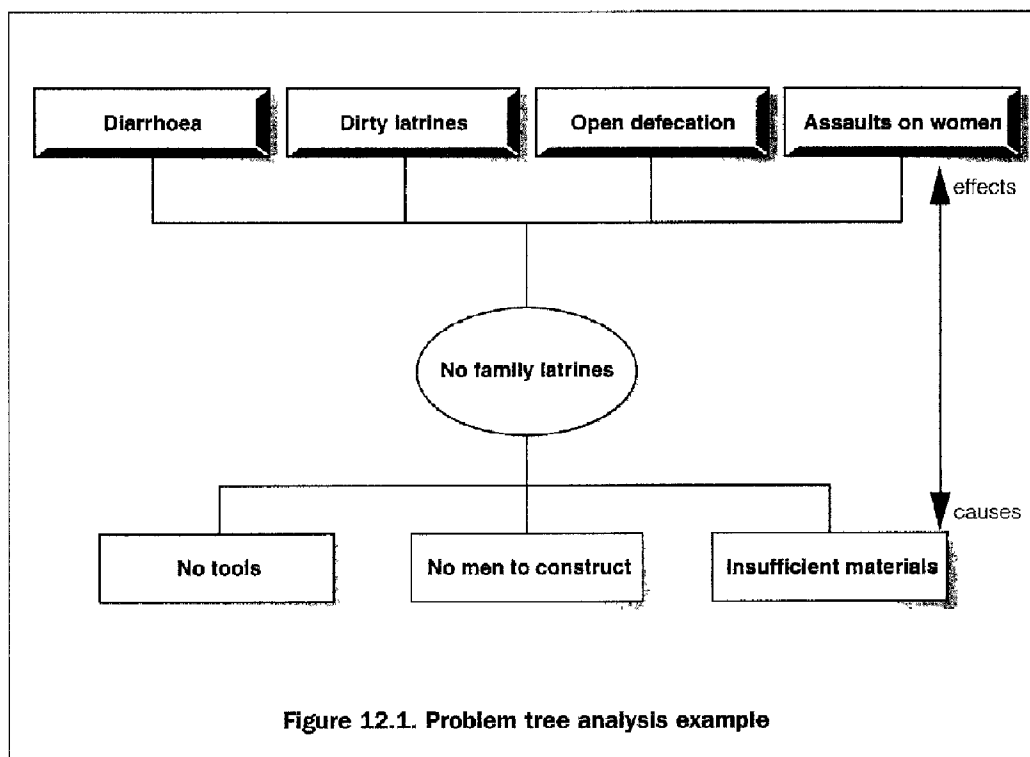 Diarrhoea
Dirty latrines
Open defecation
Assaults on women
effects
No family latrines
causes
No tools
No men to construct
Insufficient materials
Figure 12.1. Problem tree analysis example